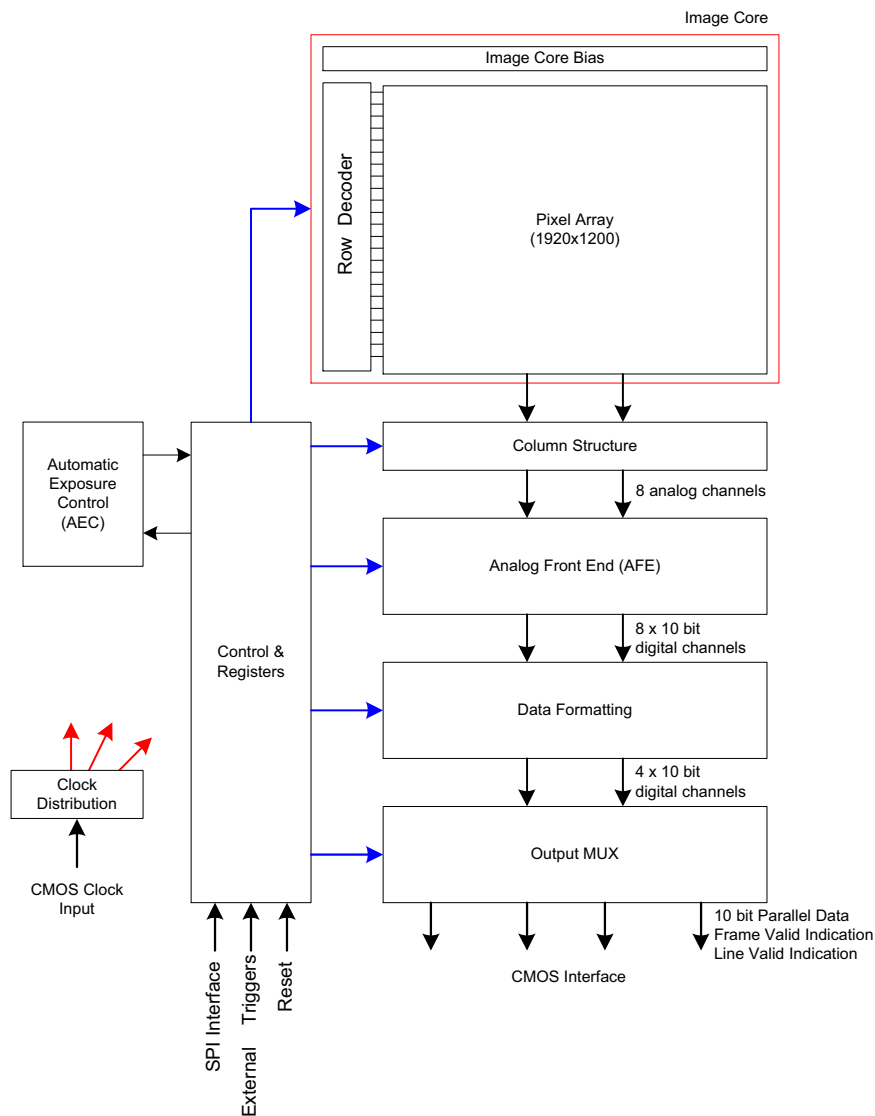 Image Core
Image Core Bias
Row Decoder
Pixel Array
(1920x1200)
Automatic
Exposure
Control
(AEC)
Column Structure
8 analog channels
Analog Front End (AFE)
8 x 10 bit
digital channels
Control &
Registers
Data Formatting
4 x 10 bit
digital channels
Clock
Distribution
Output MUX
CMOS Clock
Input
10 bit Parallel Data
Frame Valid Indication
Line Valid Indication
CMOS Interface
SPI Interface
External Triggers
Reset